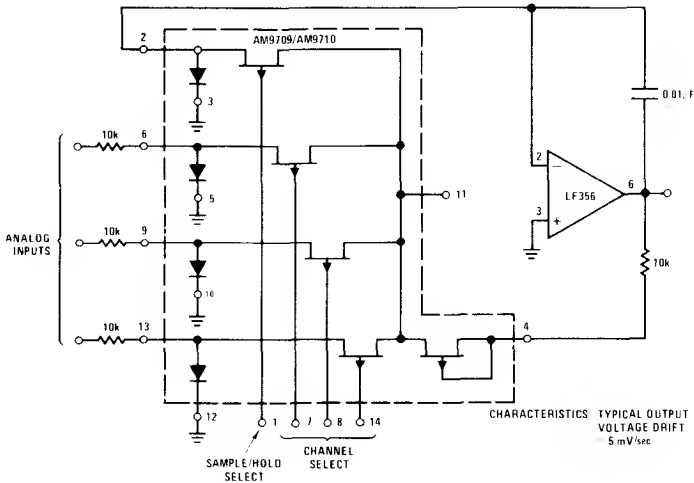 AM9709/AM9710
2
3
0.01, F
10k
6
5
2
6
LF356
3
11
ANALOG
INPUTS
10k
9
10
10k
10k
13
4
12
1
7
8
14
CHARACTERISTICS TYPICAL OUTPUT
VOLTAGE DRIFT
5 mV/sec
SAMPLE/HOLD
SELECT
CHANNEL
SELECT